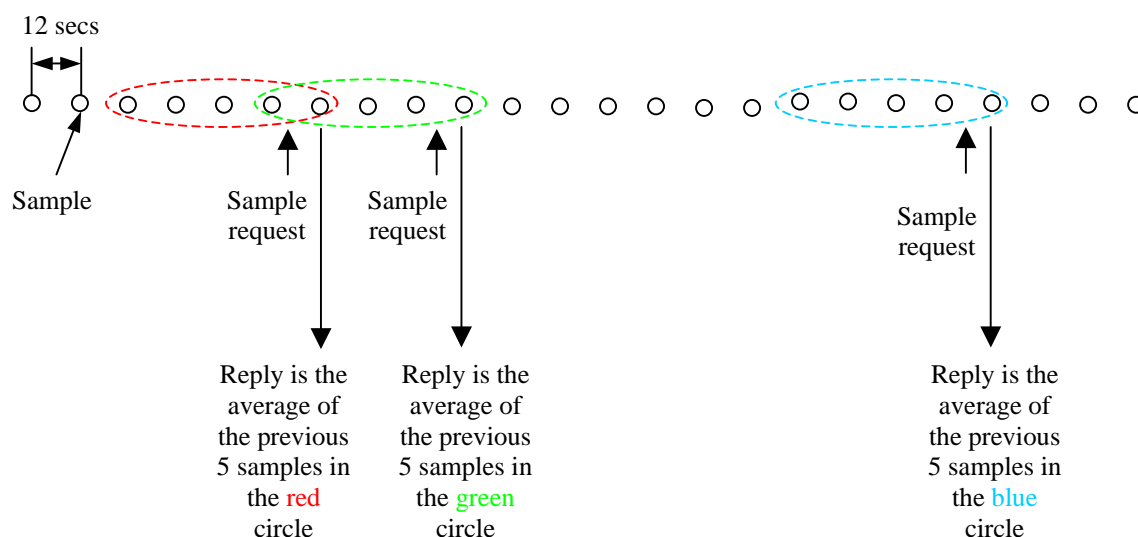 12 secs
Sample
Sample
request
Sample
request
Sample
request
Reply is the
average of
the previous
5 samples in
the red
circle
Reply is the
average of
the previous
5 samples in
the green
circle
Reply is the
average of
the previous
5 samples in
the blue
circle